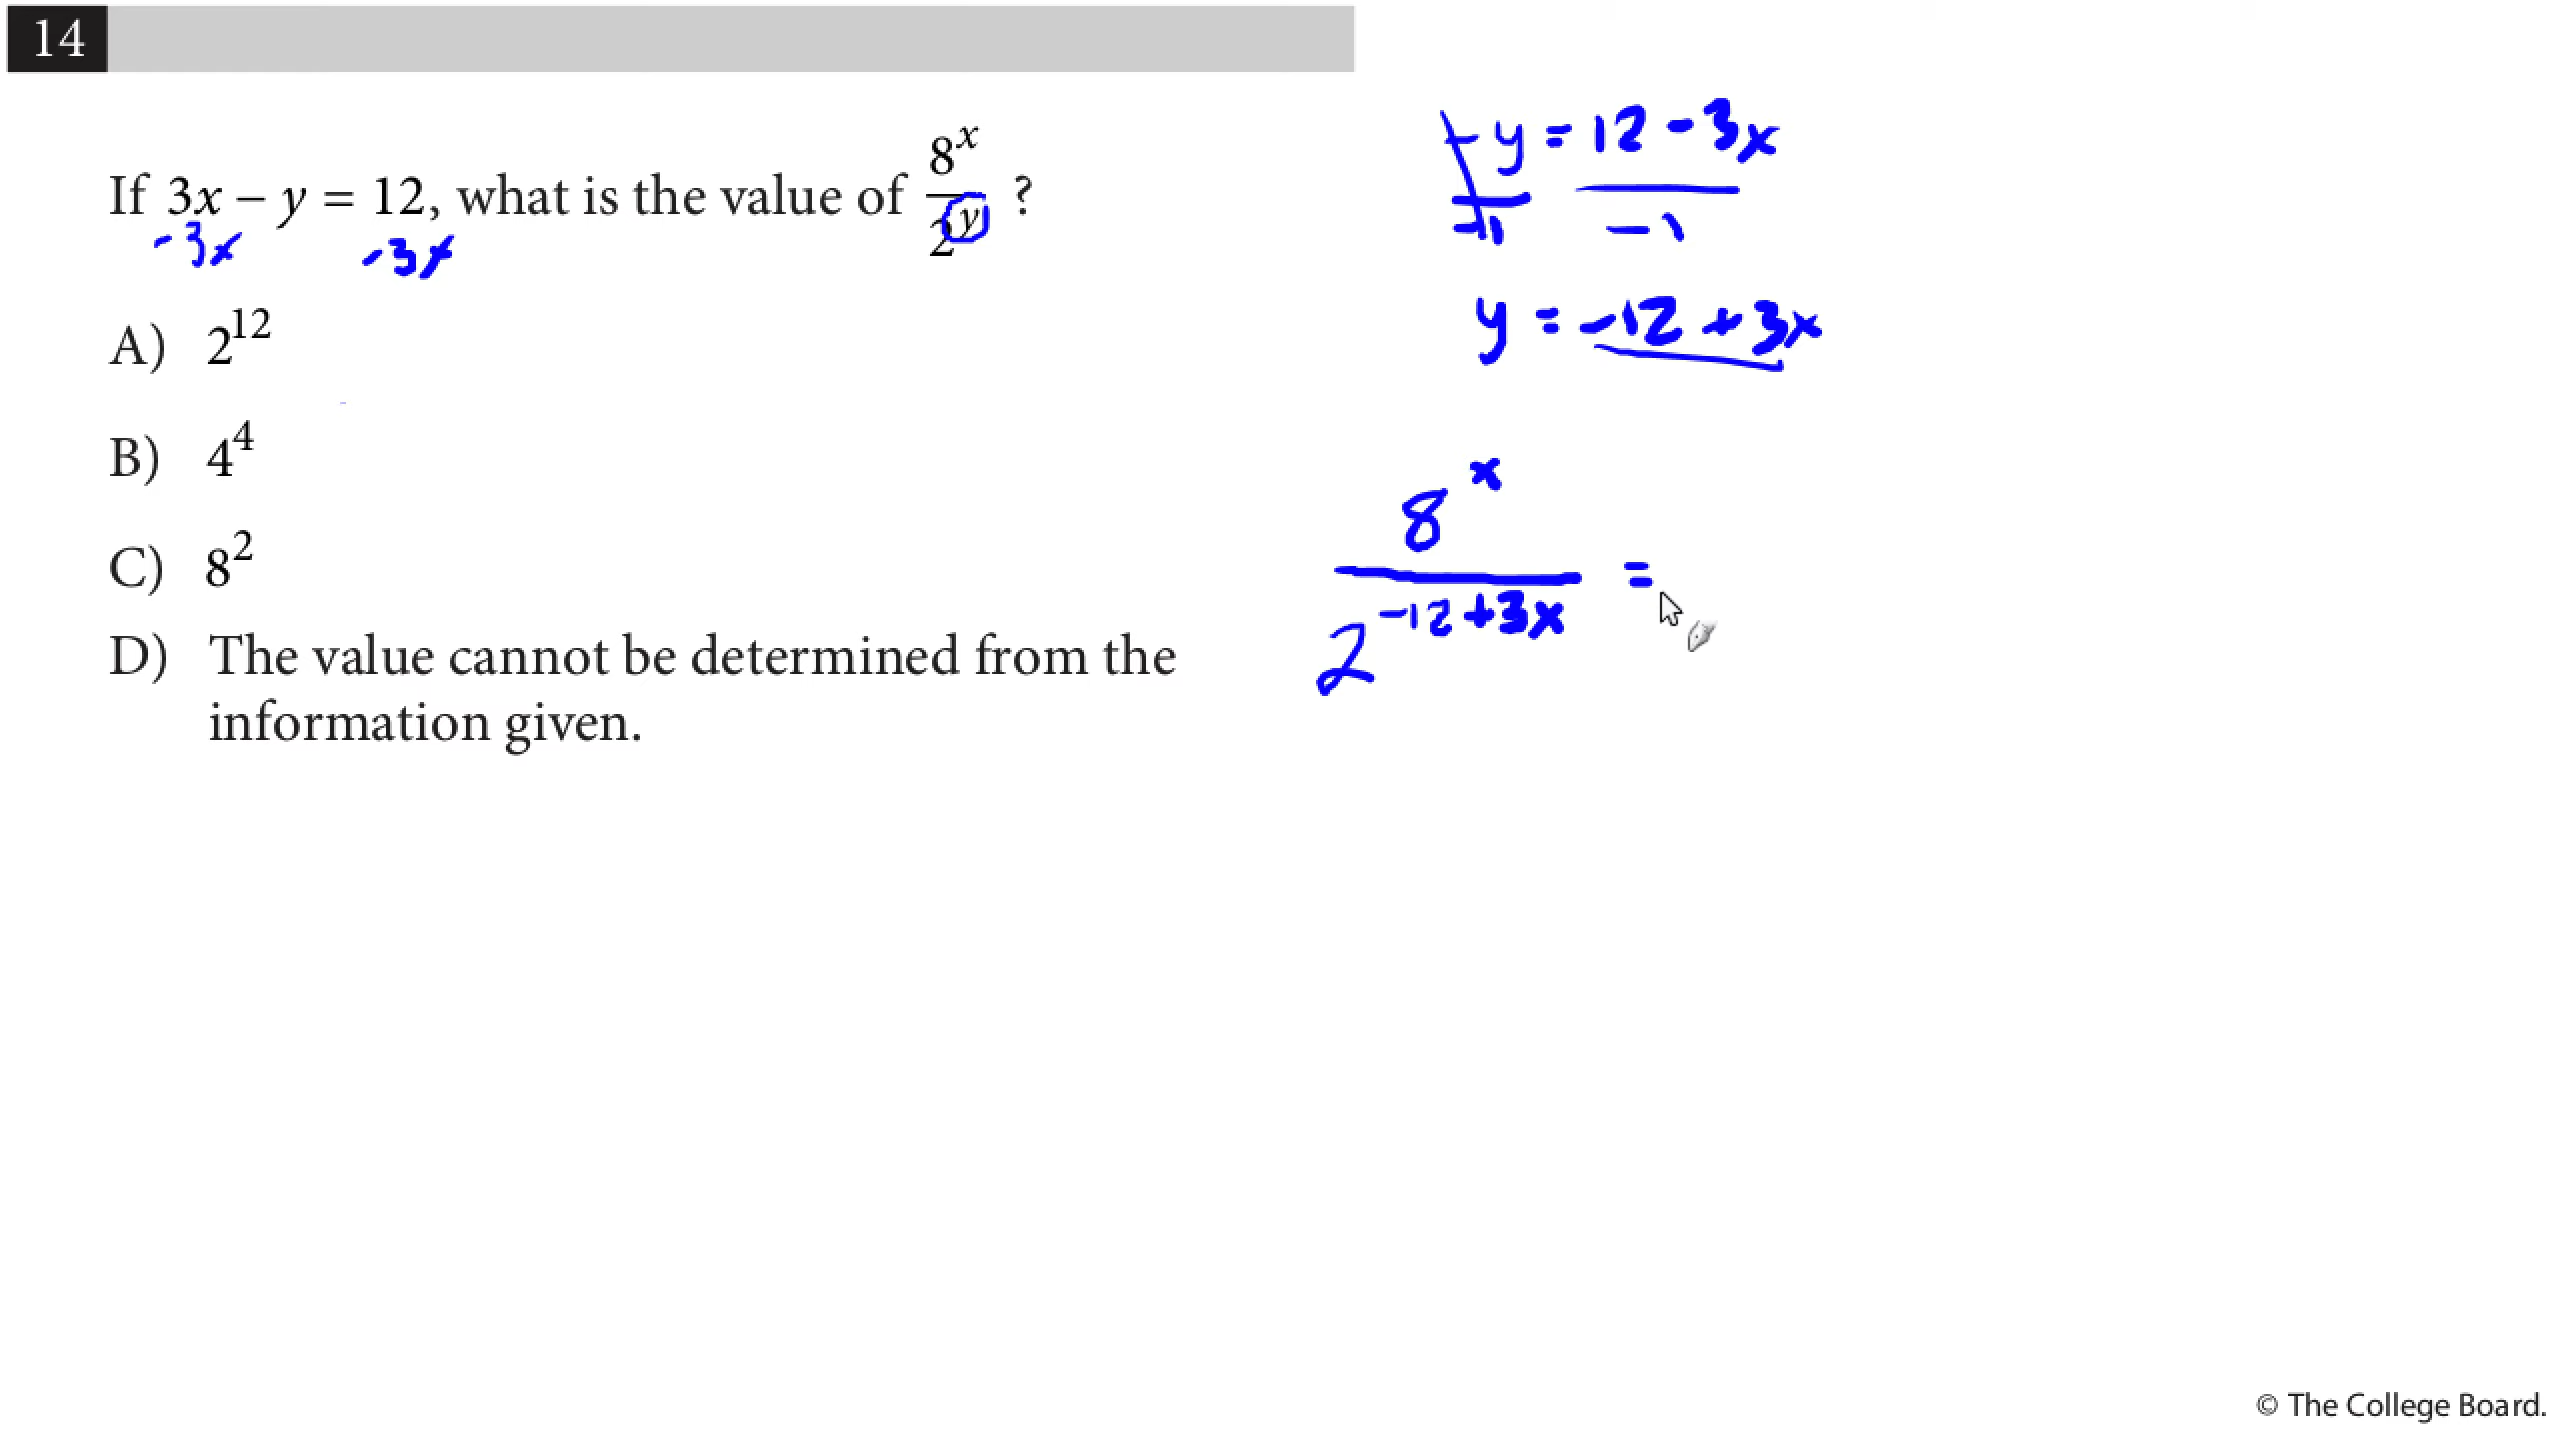 14
If 3x – y = 12, what is the value of 8^x / 2^y ?
-3x -3x
A) 2^12
B) 4^4
C) 8^2
D) The value cannot be determined from the
information given.
-y = 12 - 3x
-1 -1
y = -12 + 3x
8^x
2^-12+3x =
© The College Board.